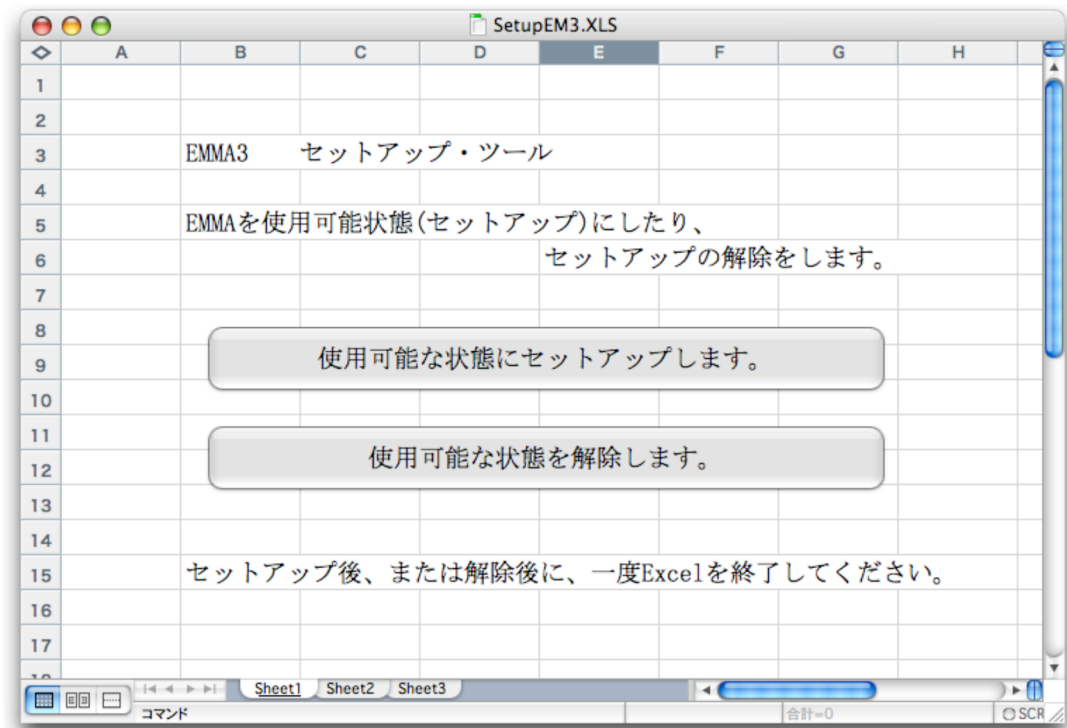 SetupEM3.XLS
A B C D E F G H
1
2
3 EMMA3 セットアップ・ツール
4
5 EMMAを使用可能状態(セットアップ)にしたり、
6 セットアップの解除をします。
7
8
使用可能な状態にセットアップします。
9
10
11
使用可能な状態を解除します。
12
13
14
15 セットアップ後、または解除後に、一度Excelを終了してください。
16
17
Sheet1 Sheet2 Sheet3
コマンド 合計=0 SCR